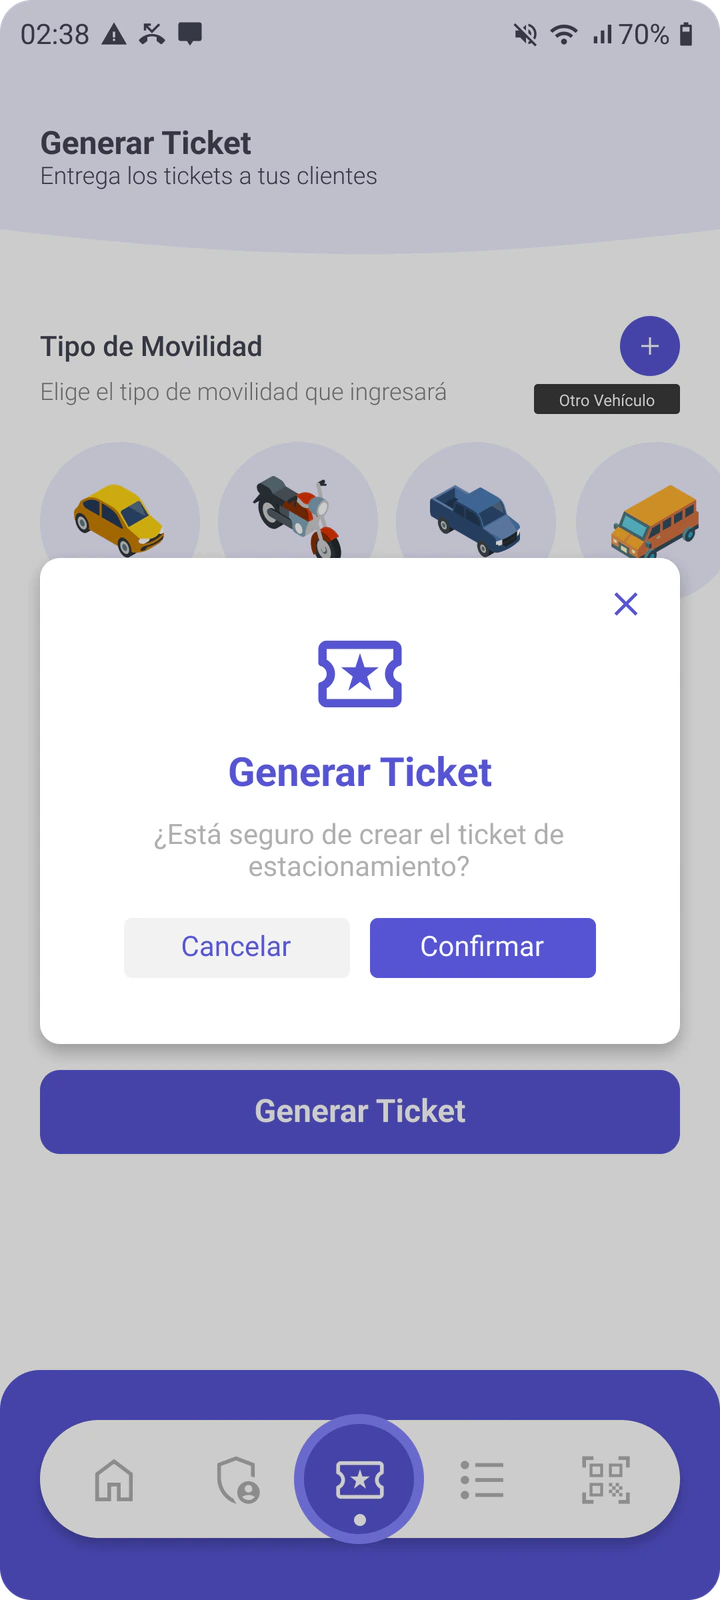 02:38
70%
Generar Ticket
Entrega los tickets a tus clientes
Tipo de Movilidad
Elige el tipo de movilidad que ingresará
Otro Vehículo
Generar Ticket
¿Está seguro de crear el ticket de
estacionamiento?
Cancelar
Confirmar
Generar Ticket